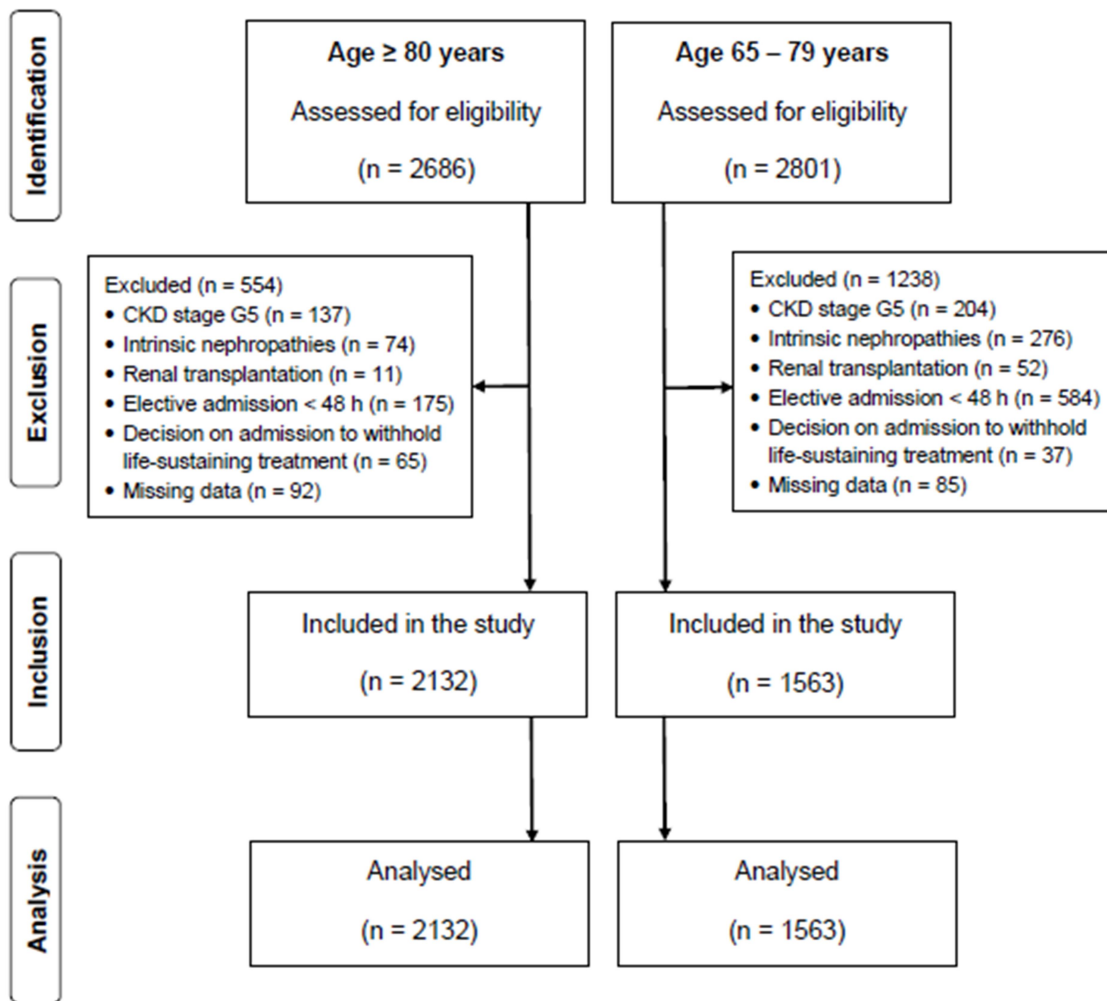 Identification
Age ≥ 80 years
Assessed for eligibility
(n = 2686)
Age 65 – 79 years
Assessed for eligibility
(n = 2801)
Exclusion
Excluded (n = 554)
• CKD stage G5 (n = 137)
• Intrinsic nephropathies (n = 74)
• Renal transplantation (n = 11)
• Elective admission < 48 h (n = 175)
• Decision on admission to withhold
life-sustaining treatment (n = 65)
• Missing data (n = 92)
Excluded (n = 1238)
• CKD stage G5 (n = 204)
• Intrinsic nephropathies (n = 276)
• Renal transplantation (n = 52)
• Elective admission < 48 h (n = 584)
• Decision on admission to withhold
life-sustaining treatment (n = 37)
• Missing data (n = 85)
Inclusion
Included in the study
(n = 2132)
Included in the study
(n = 1563)
Analysis
Analysed
(n = 2132)
Analysed
(n = 1563)